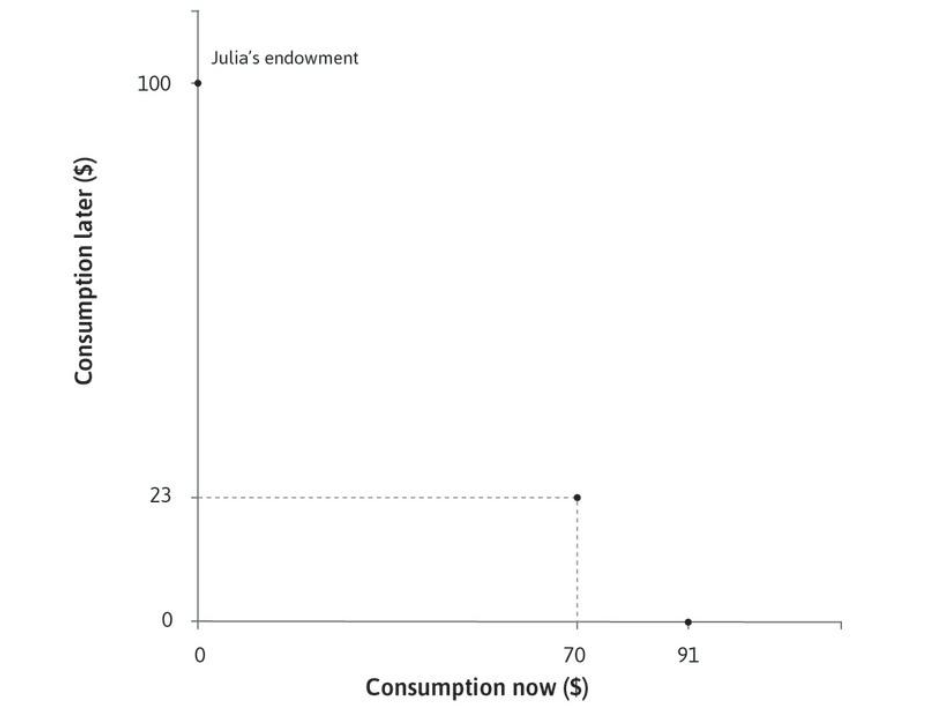 Julia's endowment
100
Consumption later ($)
23
0
0
70
91
Consumption now ($)